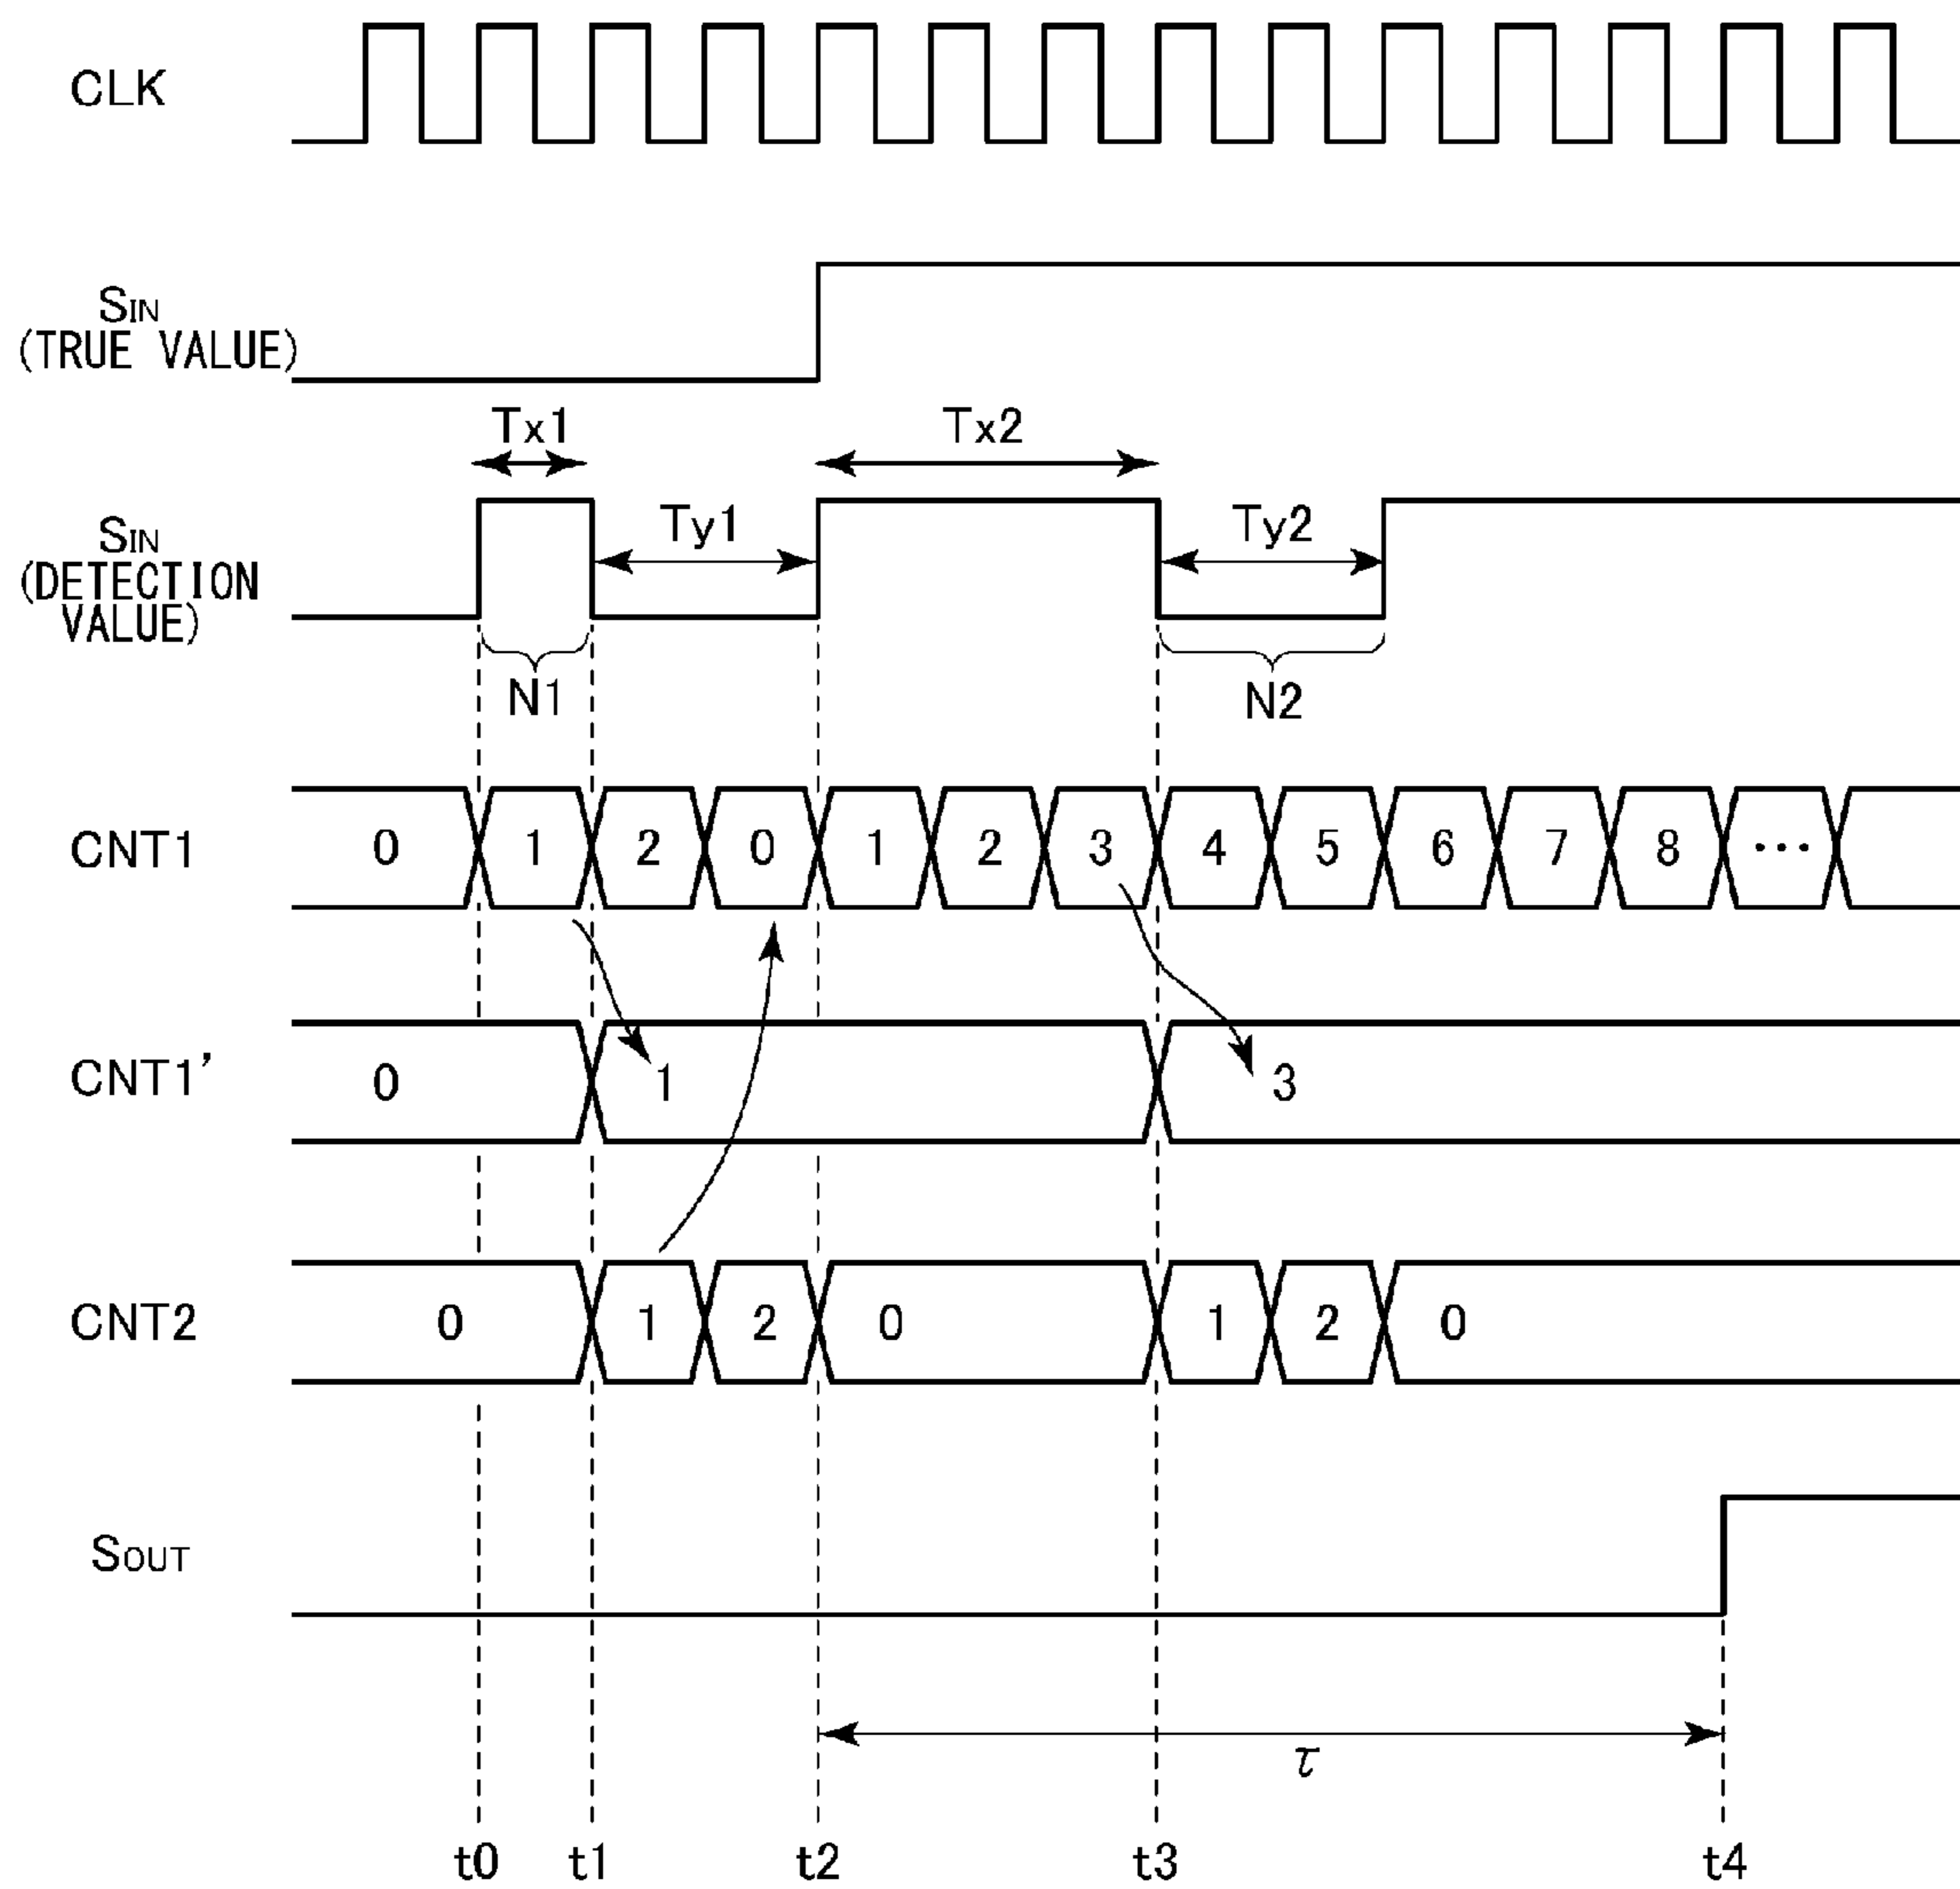 CLK
SIN
(TRUE VALUE)
Tx1 Tx2
SIN
(DETECTION
VALUE)
Ty1 Ty2
N1 N2
CNT1 0 1 2 0 1 2 3 4 5 6 7 8 ···
CNT1’ 0 1 3
CNT2 0 1 2 0 1 2 0
SOUT
τ
t0 t1 t2 t3 t4